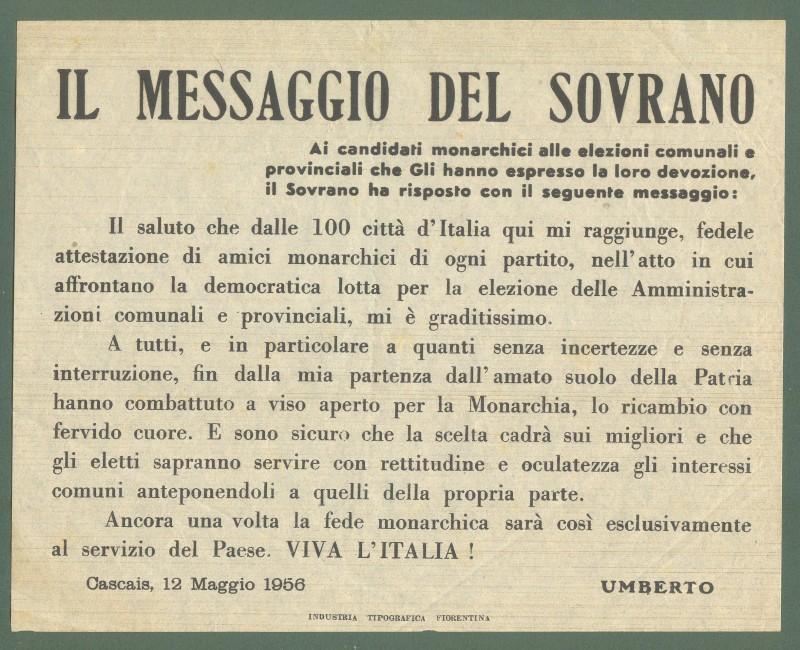 IL MESSAGGIO DEL SOVRANO
Ai candidati monarchici alle elezioni comunali e
provinciali che Gli hanno espresso la loro devozione,
il Sovrano ha risposto con il seguente messaggio:
Il saluto che dalle 100 città d'Italia qui mi raggiunge, fedele
attestazione di amici monarchici di ogni partito, nell'atto in cui
affrontano la democratica lotta per la elezione delle Amministra-
zioni comunali e provinciali, mi è graditissimo.
A tutti, e in particolare a quanti senza incertezze e senza
interruzione, fin dalla mia partenza dall'amato suolo della Patria
hanno combattuto a viso aperto per la Monarchia, lo ricambio con
fervido cuore. E sono sicuro che la scelta cadrà sui migliori e che
gli eletti sapranno servire con rettitudine e oculatezza gli interessi
comuni anteponendoli a quelli della propria parte.
Ancora una volta la fede monarchica sarà così esclusivamente
al servizio del Paese. VIVA L'ITALIA !
Cascais, 12 Maggio 1956
UMBERTO
INDUSTRIA TIPOGRAFICA FIORENTINA